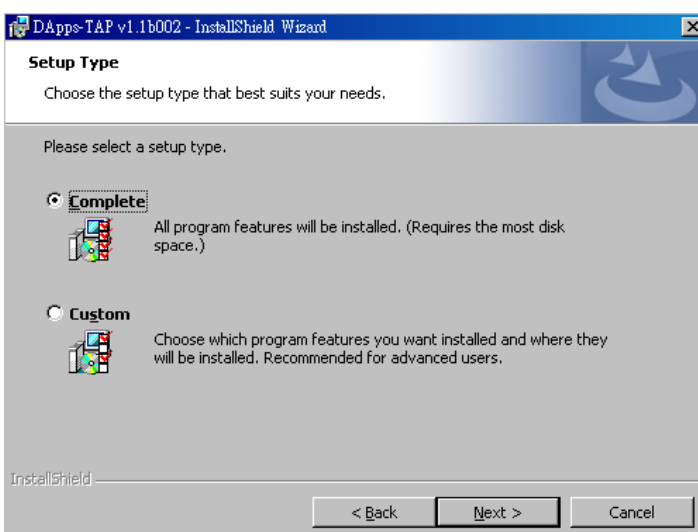 DApps-TAP v1.1b002 - InstallShield Wizard
Setup Type
Choose the setup type that best suits your needs.
Please select a setup type.
Complete
All program features will be installed. (Requires the most disk
space.)
Custom
Choose which program features you want installed and where they
will be installed. Recommended for advanced users.
InstallShield
< Back Next > Cancel